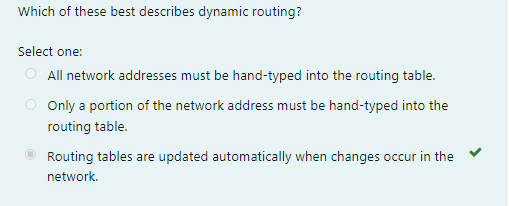 Which of these best describes dynamic routing?
Select one:
All network addresses must be hand-typed into the routing table.
Only a portion of the network address must be hand-typed into the
routing table.
Routing tables are updated automatically when changes occur in the
network.